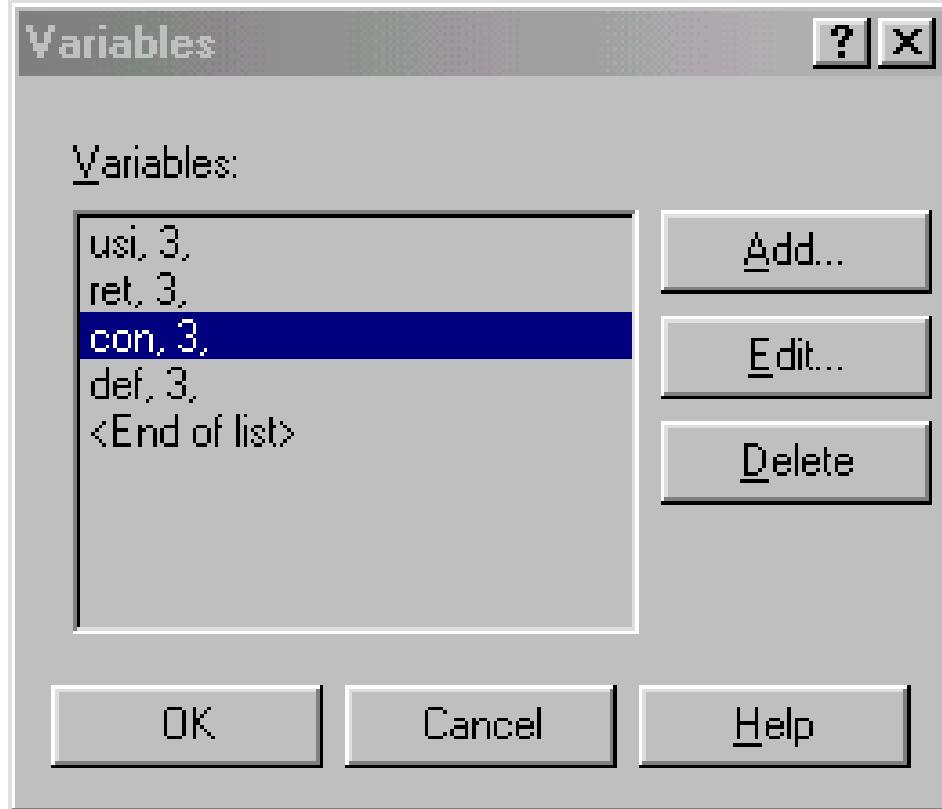 Variables
?
Variables:
usi, 3,
ret, 3,
con, 3,
def, 3,
<End of list>
Add...
Edit...
Delete
OK
Cancel
Help